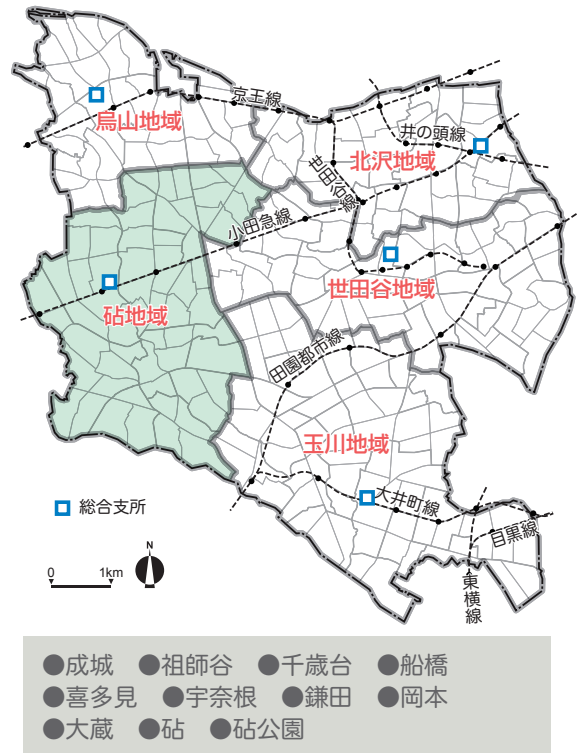 京王線
烏山地域
井の頭線
北沢地域
世田谷線
小田急線
世田谷地域
砧地域
田園都市線
玉川地域
大井町線
目黒線
東横線
総合支所
N
0 1km
●成城 ●祖師谷 ●千歳台 ●船橋
●喜多見 ●宇奈根 ●鎌田 ●岡本
●大蔵 ●砧 ●砧公園